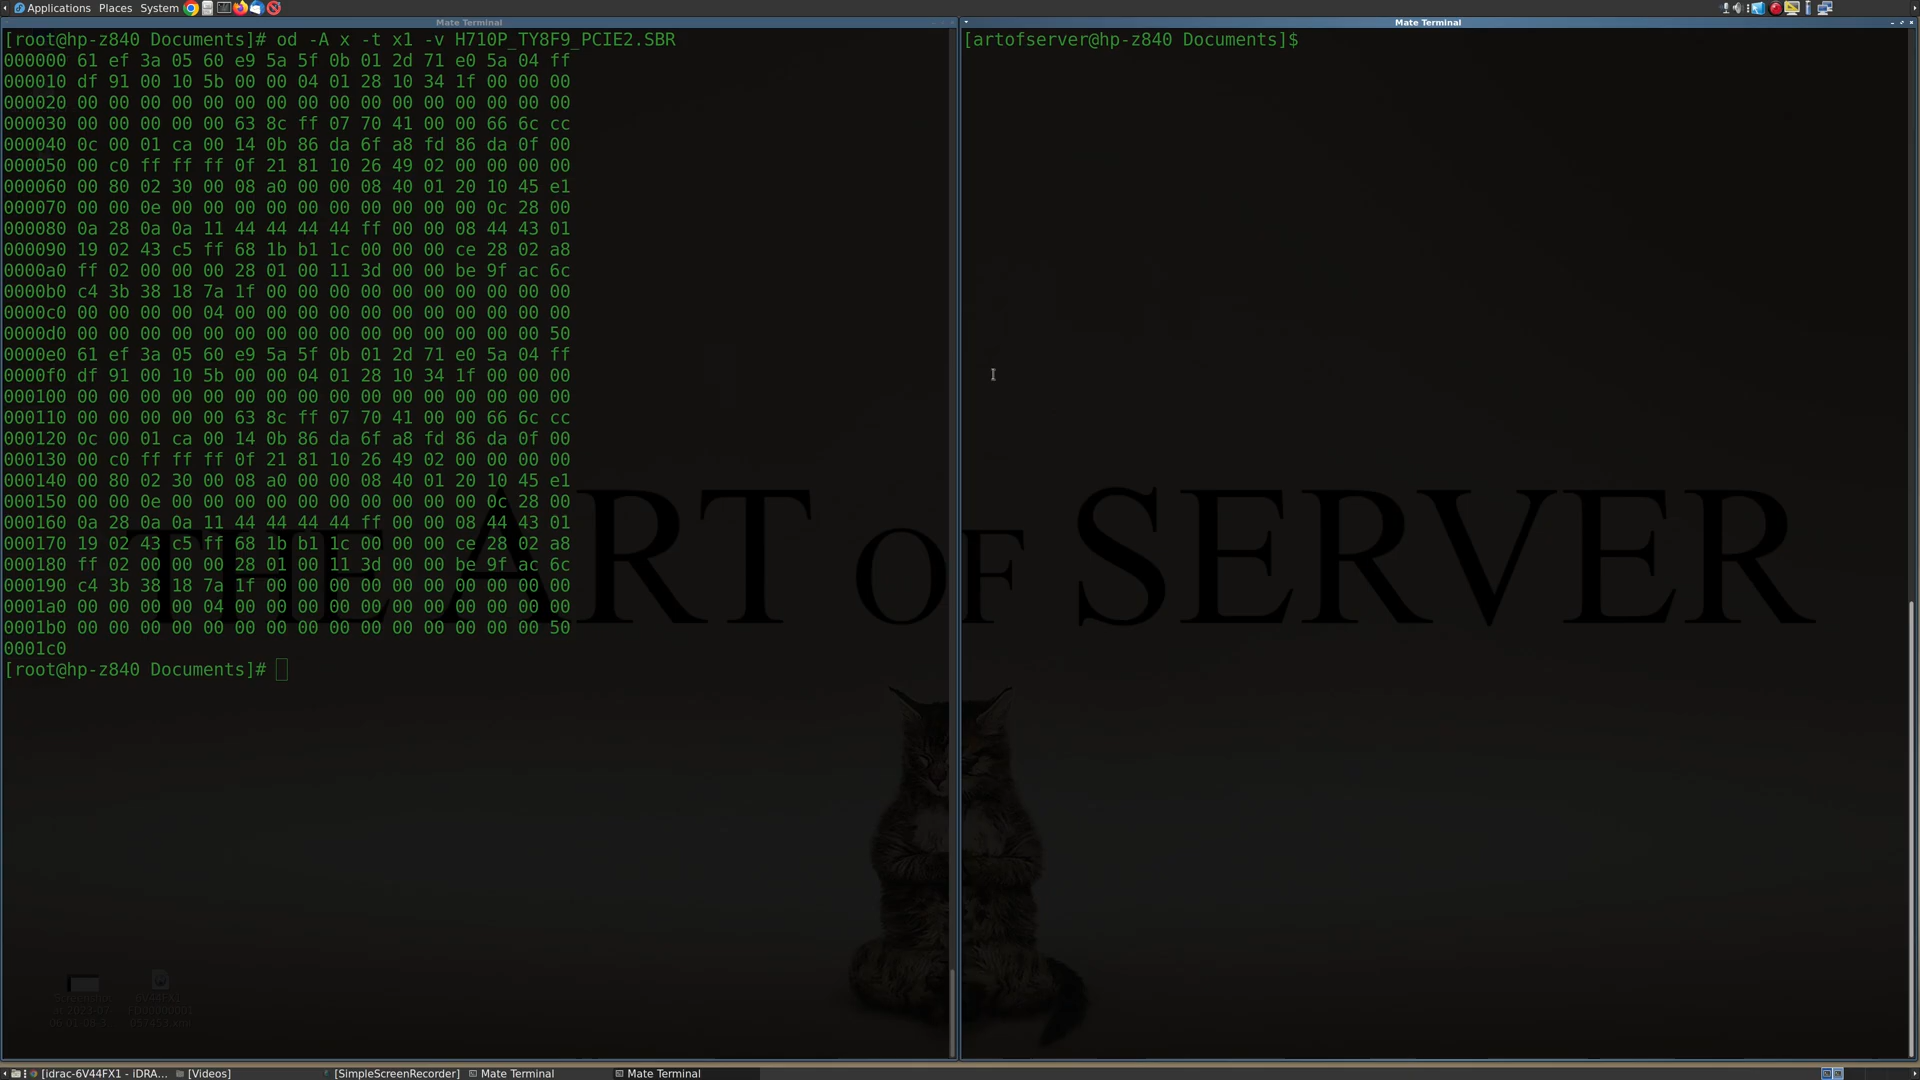 Applications Places System
Mate Terminal
Mate Terminal
[root@hp-z840 Documents]# od -A x -t x1 -v H710P_TY8F9_PCIE2.SBR
000000 61 ef 3a 05 60 e9 5a 5f 0b 01 2d 71 e0 5a 04 ff
000010 df 91 00 10 5b 00 00 04 01 28 10 34 1f 00 00 00
000020 00 00 00 00 00 00 00 00 00 00 00 00 00 00 00 00
000030 00 00 00 00 00 63 8c ff 07 70 41 00 00 66 6c cc
000040 0c 00 01 ca 00 14 0b 86 da 6f a8 fd 86 da 0f 00
000050 00 c0 ff ff ff 0f 21 81 10 26 49 02 00 00 00 00
000060 00 80 02 30 00 08 a0 00 00 08 40 01 20 10 45 e1
000070 00 00 0e 00 00 00 00 00 00 00 00 00 00 0c 28 00
000080 0a 28 0a 0a 11 44 44 44 44 ff 00 00 08 44 43 01
000090 19 02 43 c5 ff 68 1b b1 1c 00 00 00 ce 28 02 a8
0000a0 ff 02 00 00 00 28 01 00 11 3d 00 00 be 9f ac 6c
0000b0 c4 3b 38 18 7a 1f 00 00 00 00 00 00 00 00 00 00
0000c0 00 00 00 00 04 00 00 00 00 00 00 00 00 00 00 00
0000d0 00 00 00 00 00 00 00 00 00 00 00 00 00 00 00 50
0000e0 61 ef 3a 05 60 e9 5a 5f 0b 01 2d 71 e0 5a 04 ff
0000f0 df 91 00 10 5b 00 00 04 01 28 10 34 1f 00 00 00
000100 00 00 00 00 00 00 00 00 00 00 00 00 00 00 00 00
000110 00 00 00 00 00 63 8c ff 07 70 41 00 00 66 6c cc
000120 0c 00 01 ca 00 14 0b 86 da 6f a8 fd 86 da 0f 00
000130 00 c0 ff ff ff 0f 21 81 10 26 49 02 00 00 00 00
000140 00 80 02 30 00 08 a0 00 00 08 40 01 20 10 45 e1
000150 00 00 0e 00 00 00 00 00 00 00 00 00 00 0c 28 00
000160 0a 28 0a 0a 11 44 44 44 44 ff 00 00 08 44 43 01
000170 19 02 43 c5 ff 68 1b b1 1c 00 00 00 ce 28 02 a8
000180 ff 02 00 00 00 28 01 00 11 3d 00 00 be 9f ac 6c
000190 c4 3b 38 18 7a 1f 00 00 00 00 00 00 00 00 00 00
0001a0 00 00 00 00 04 00 00 00 00 00 00 00 00 00 00 00
0001b0 00 00 00 00 00 00 00 00 00 00 00 00 00 00 00 50
0001c0
[root@hp-z840 Documents]#
[artofserver@hp-z840 Documents]$
THE ART OF SERVER
[idrac-6V44FX1 - iDRA... [Videos] [SimpleScreenRecorder] Mate Terminal Mate Terminal